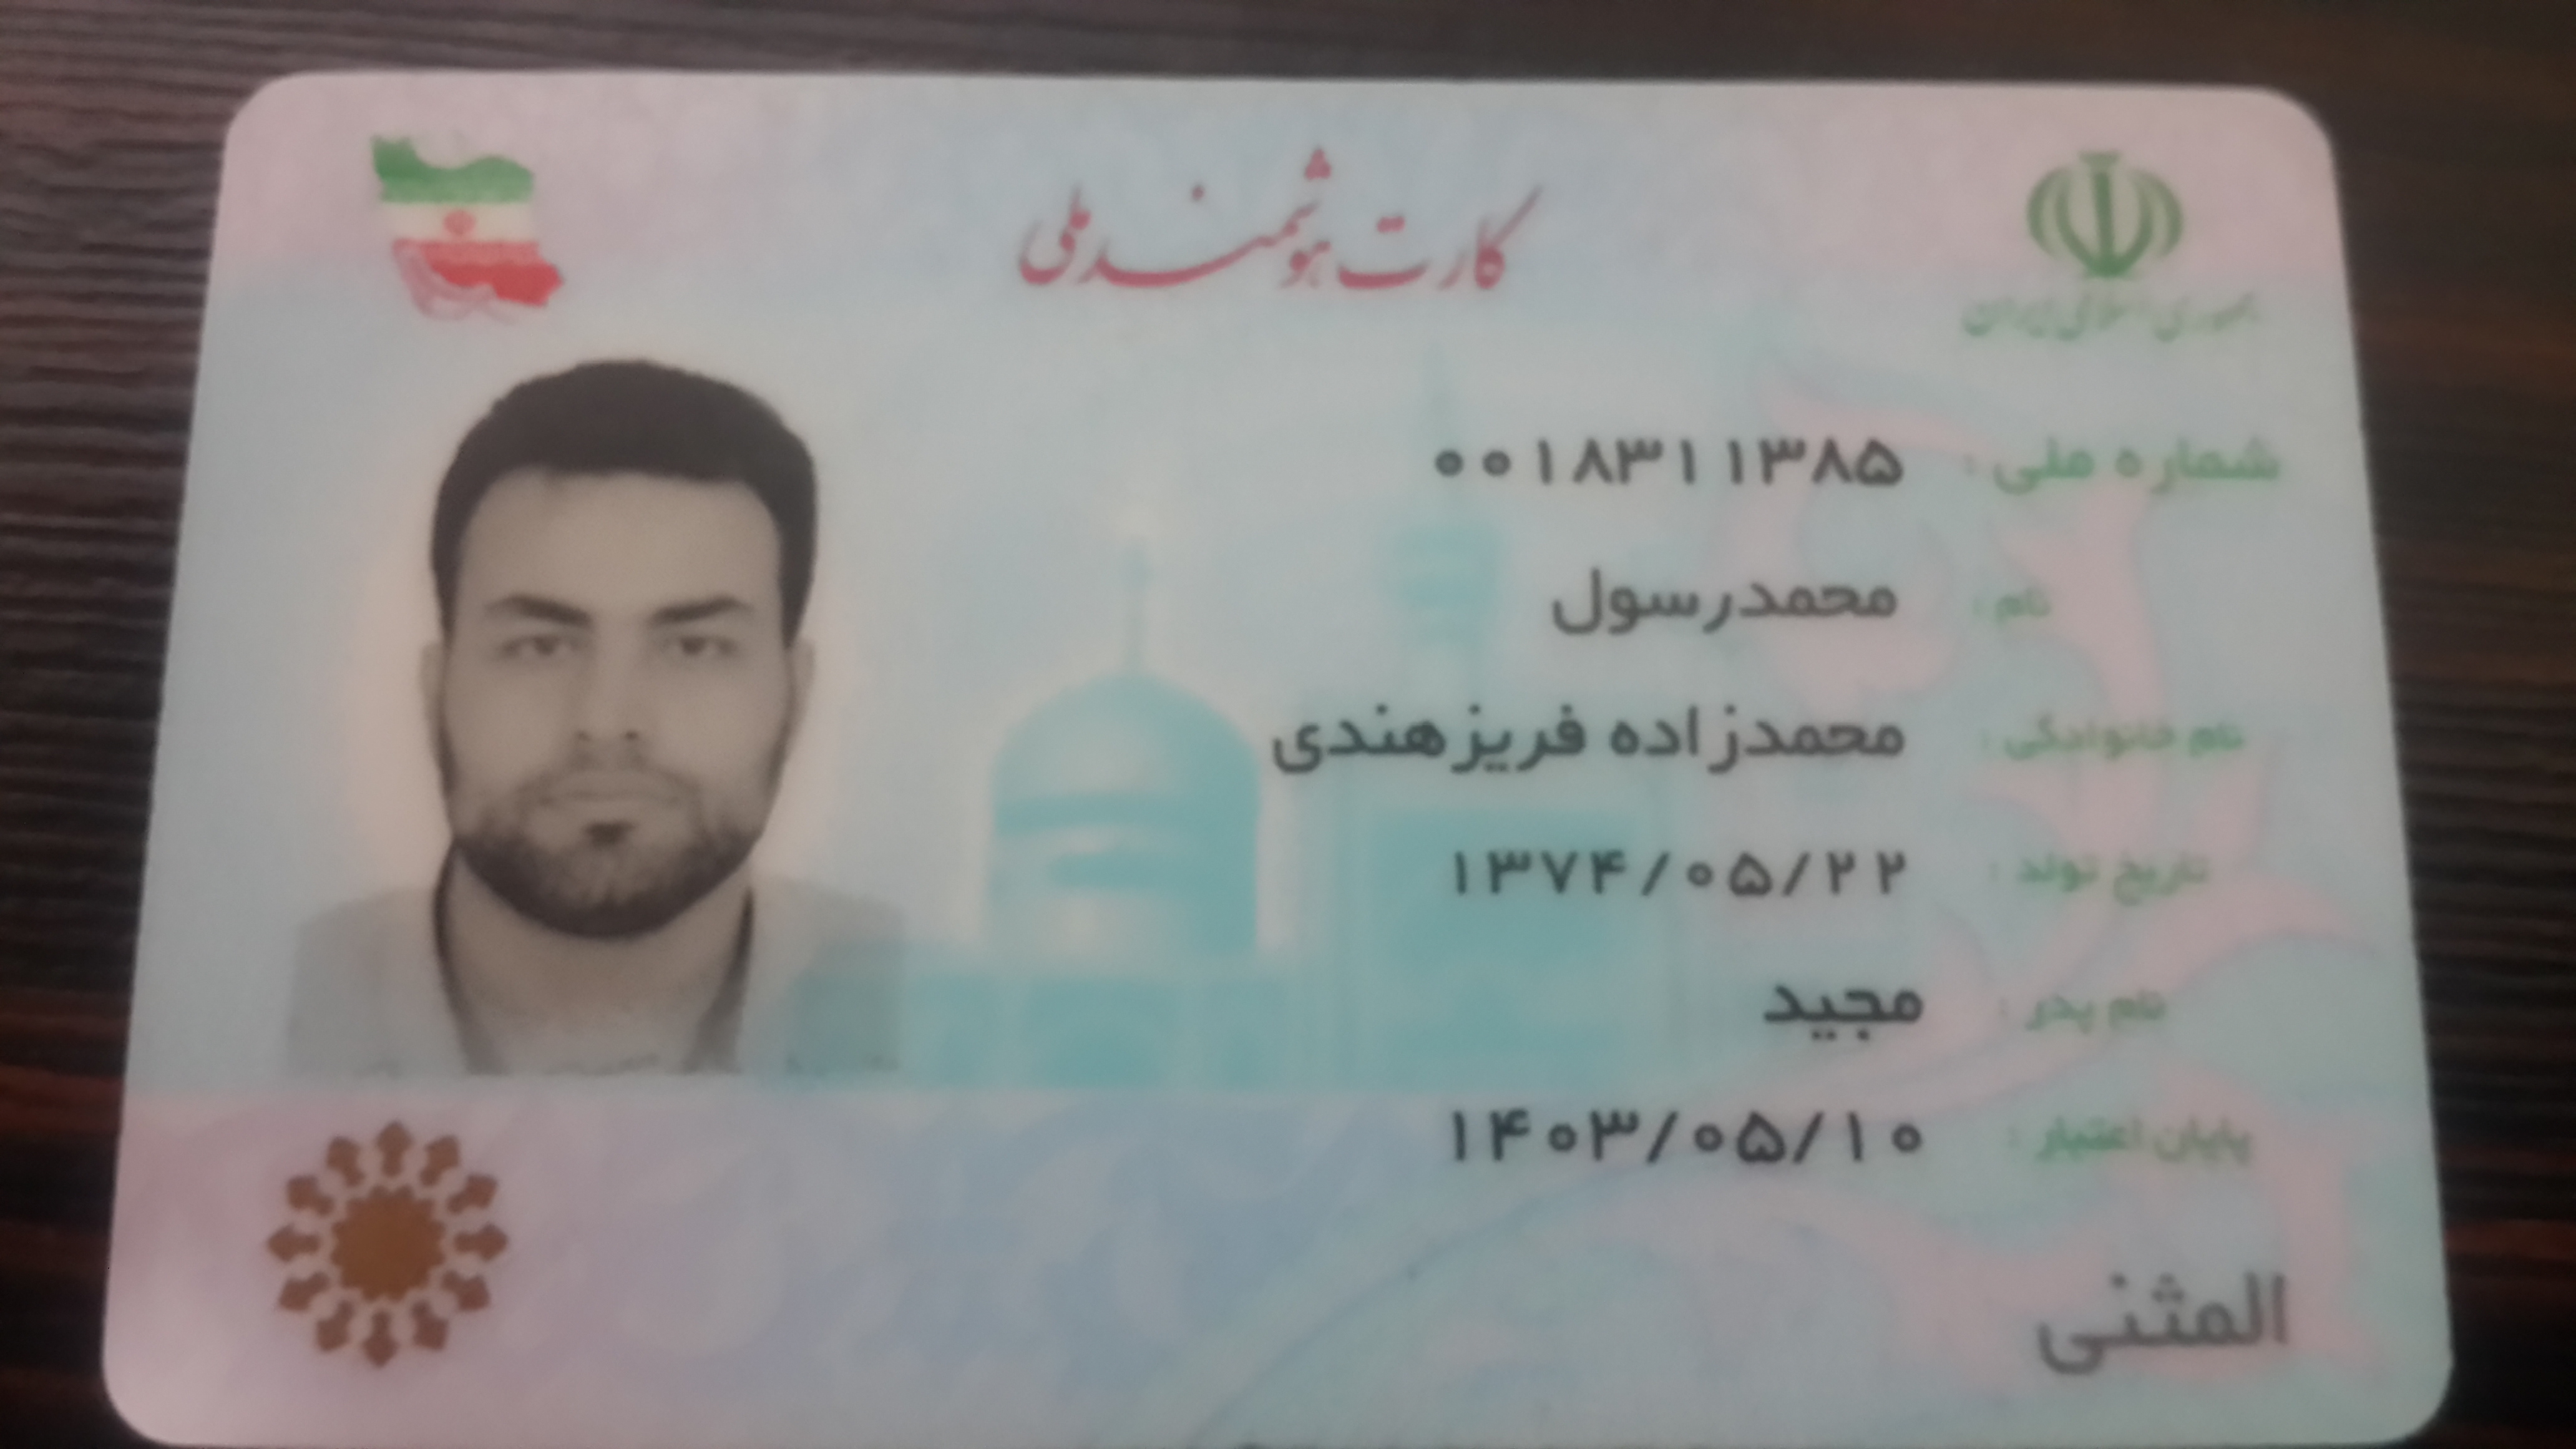 کارت هوشمند ملی
جمهوری اسلامی ایران
شماره ملی : ۰۰۱۸۳۱۱۳۸۵
نام : محمدرسول
نام خانوادگی : محمدزاده فریزهندی
تاریخ تولد : ۱۳۷۴/۰۵/۲۲
نام پدر : مجید
پایان اعتبار : ۱۴۰۳/۰۵/۱۰
المثنی